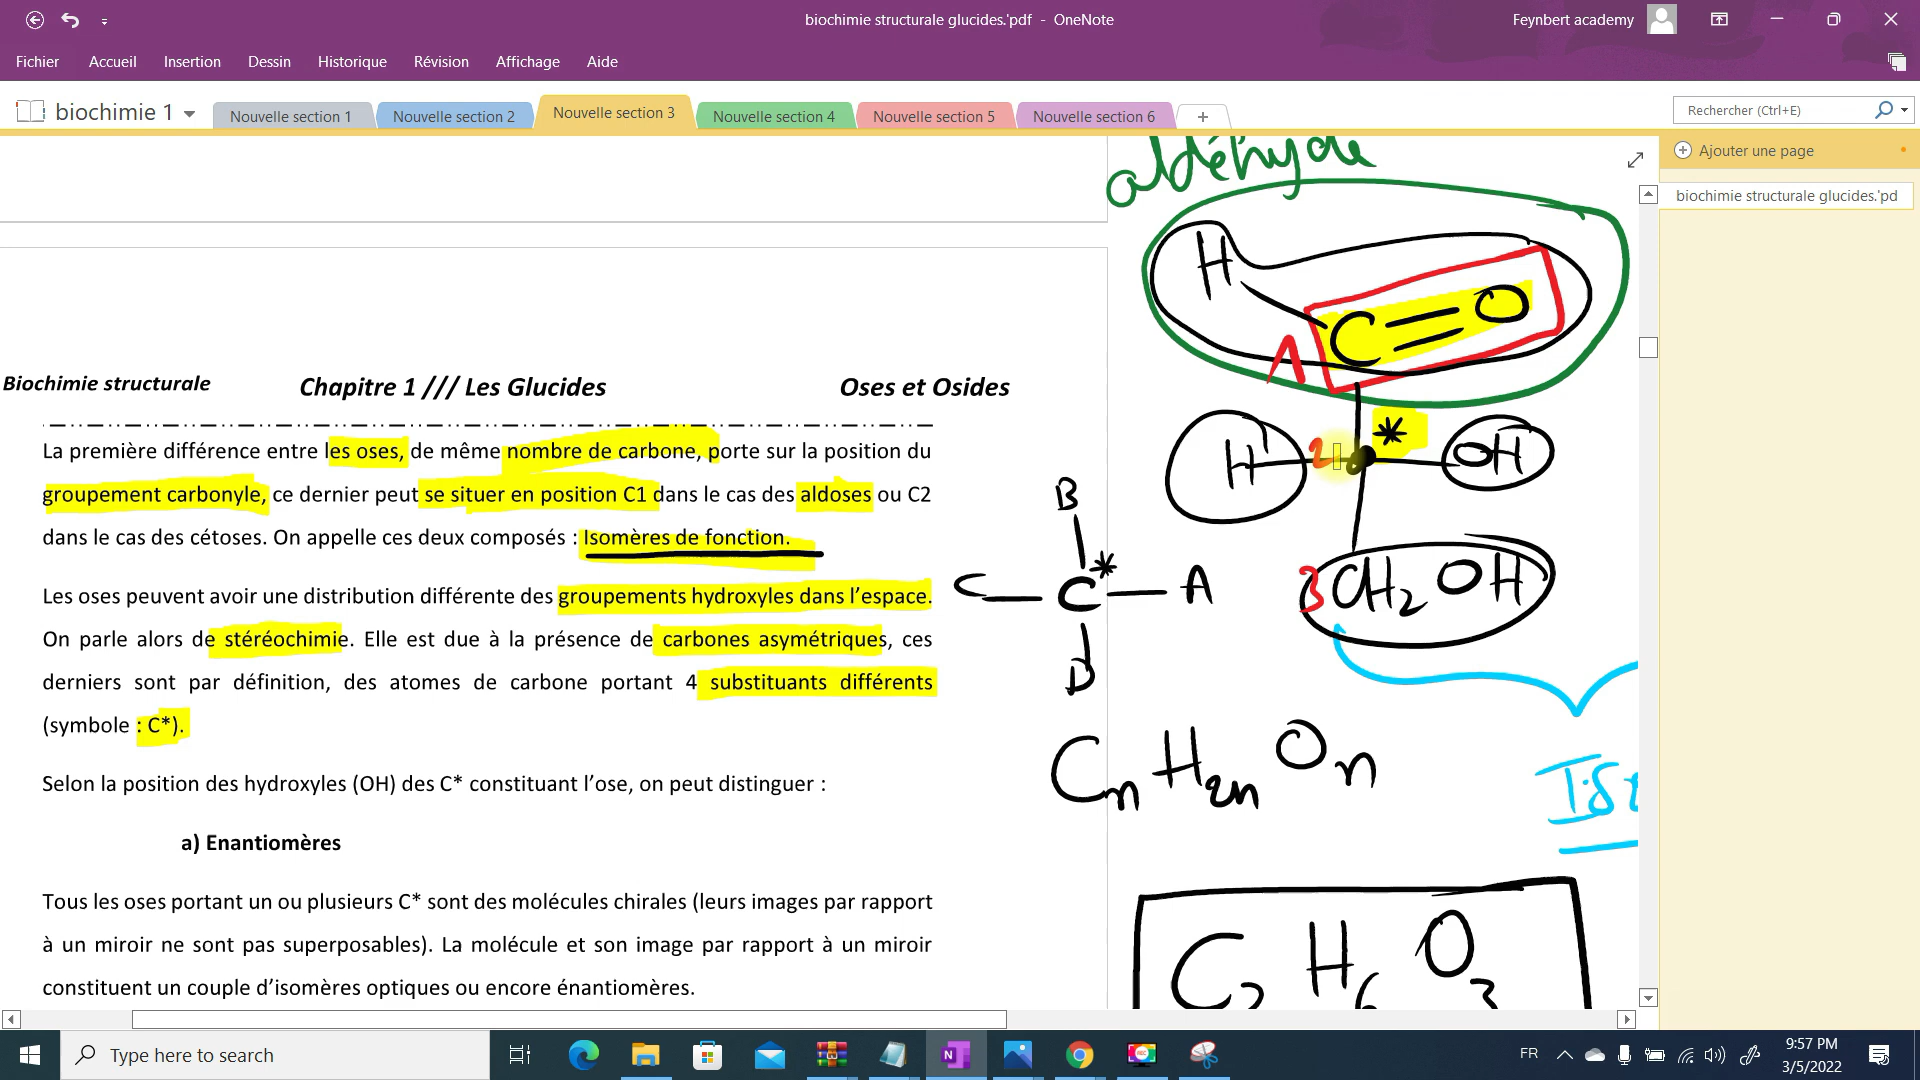 biochimie structurale glucides.'pdf - OneNote
Feynbert academy
Fichier Accueil Insertion Dessin Historique Révision Affichage Aide
biochimie 1
Nouvelle section 1 Nouvelle section 2 Nouvelle section 3 Nouvelle section 4 Nouvelle section 5 Nouvelle section 6 +
Rechercher (Ctrl+E)
Ajouter une page
biochimie structurale glucides.'pd
Biochimie structurale Chapitre 1 /// Les Glucides Oses et Osides
La première différence entre les oses, de même nombre de carbone, porte sur la position du
groupement carbonyle, ce dernier peut se situer en position C1 dans le cas des aldoses ou C2
dans le cas des cétoses. On appelle ces deux composés : Isomères de fonction.
Les oses peuvent avoir une distribution différente des groupements hydroxyles dans l'espace.
On parle alors de stéréochimie. Elle est due à la présence de carbones asymétriques, ces
derniers sont par définition, des atomes de carbone portant 4 substituants différents
(symbole : C*).
Selon la position des hydroxyles (OH) des C* constituant l'ose, on peut distinguer :
a) Enantiomères
Tous les oses portant un ou plusieurs C* sont des molécules chirales (leurs images par rapport
à un miroir ne sont pas superposables). La molécule et son image par rapport à un miroir
constituent un couple d'isomères optiques ou encore énantiomères.
aldéhyde
H
C=O
1
*
H 2 OH
3 CH2OH
B
C C* A
D
CnH2nOn
C3H6O3
Type here to search
FR
9:57 PM
3/5/2022